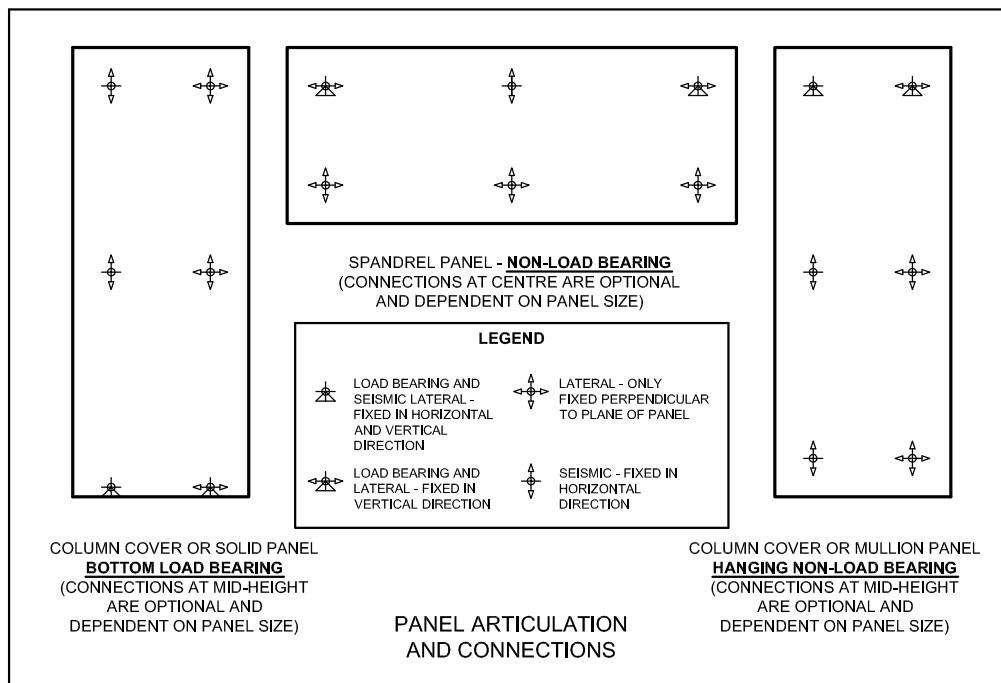 SPANDREL PANEL - NON-LOAD BEARING
(CONNECTIONS AT CENTRE ARE OPTIONAL
AND DEPENDENT ON PANEL SIZE)
LEGEND
LOAD BEARING AND
SEISMIC LATERAL -
FIXED IN HORIZONTAL
AND VERTICAL
DIRECTION
LATERAL - ONLY
FIXED PERPENDICULAR
TO PLANE OF PANEL
LOAD BEARING AND
LATERAL - FIXED IN
VERTICAL DIRECTION
SEISMIC - FIXED IN
HORIZONTAL
DIRECTION
COLUMN COVER OR SOLID PANEL
BOTTOM LOAD BEARING
(CONNECTIONS AT MID-HEIGHT
ARE OPTIONAL AND
DEPENDENT ON PANEL SIZE)
COLUMN COVER OR MULLION PANEL
HANGING NON-LOAD BEARING
(CONNECTIONS AT MID-HEIGHT
ARE OPTIONAL AND
DEPENDENT ON PANEL SIZE)
PANEL ARTICULATION
AND CONNECTIONS